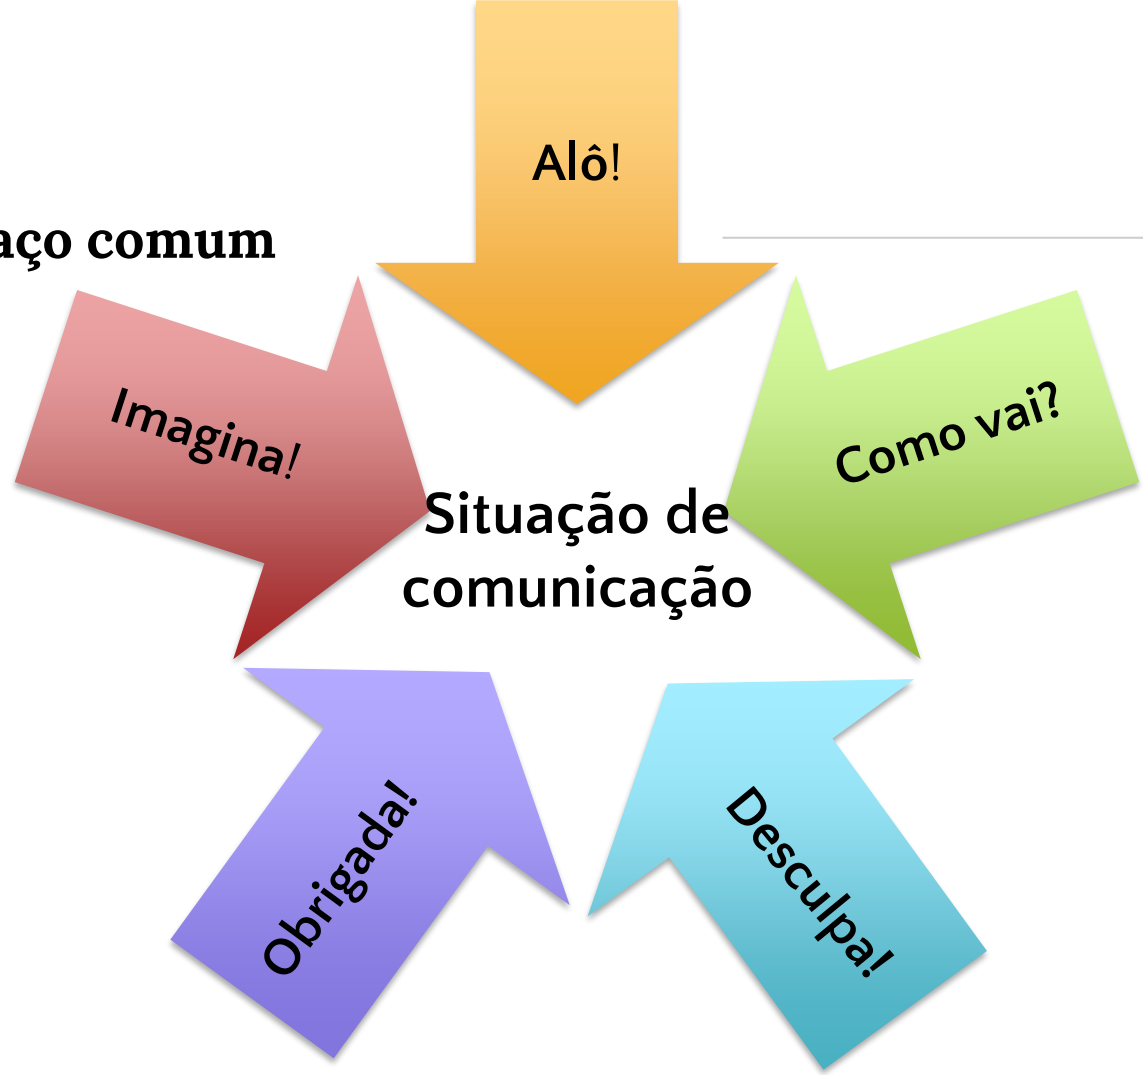 Alô!
aço comum
Imagina!
Como vai?
Situação de
comunicação
Obrigada!
Desculpa!